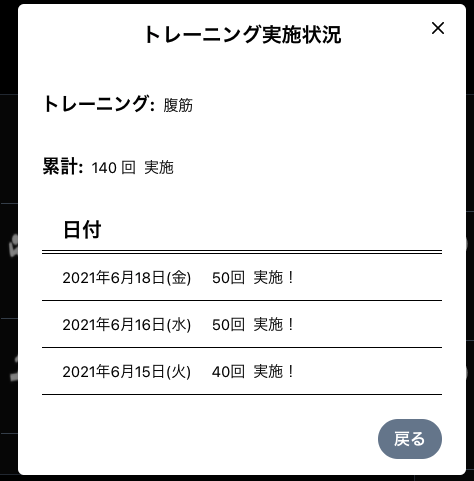 トレーニング実施状況
トレーニング: 腹筋
累計: 140 回 実施
日付
2021年6月18日(金) 50回 実施！
2021年6月16日(水) 50回 実施！
2021年6月15日(火) 40回 実施！
戻る